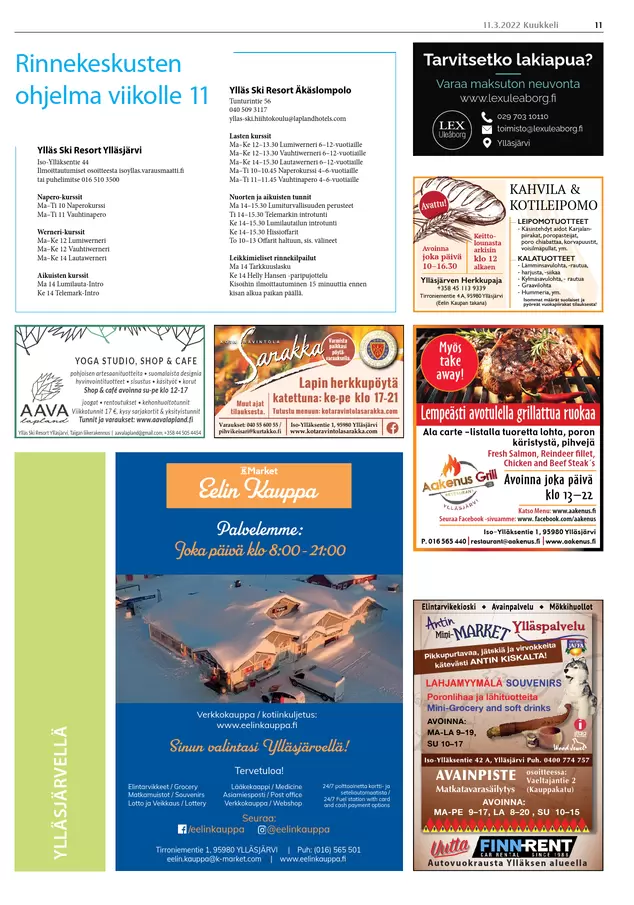 11.3.2022 Kuukkeli 11
Rinnekeskusten
ohjelma viikolle 11
Ylläs Ski Resort Ylläsjärvi
Iso-Ylläksentie 44
Ilmoittautumiset osoitteesta isoyllas.varausmaatti.fi
tai puhelimitse 016 510 3500
Napero-kurssit
Ma–Ti 10 Naperokurssi
Ma–Ti 11 Vauhtinapero
Werneri-kurssit
Ma–Ke 12 Lumiwerneri
Ma–Ke 12 Vauhtiwerneri
Ma–Ke 14 Lautawerneri
Aikuisten kurssit
Ma 14 Lumilauta-Intro
Ke 14 Telemark-Intro
Ylläs Ski Resort Äkäslompolo
Tunturintie 56
040 509 3117
yllas-ski.hiihtokoulu@laplandhotels.com
Lasten kurssit
Ma–Ke 12–13.30 Lumiwerneri 6–12-vuotiaille
Ma–Ke 12–13.30 Vauhtiwerneri 6–12-vuotiaille
Ma–Ke 14–15.30 Lautawerneri 6–12-vuotiaille
Ma–Ti 10–10.45 Naperokurssi 4–6-vuotiaille
Ma–Ti 11–11.45 Vauhtinapero 4–6-vuotiaille
Nuorten ja aikuisten tunnit
Ma 14–15.30 Lumiturvallisuuden perusteet
Ti 14–15.30 Telemarkin introtunti
Ke 14–15.30 Lumilautailun introtunti
Ke 14–15.30 Hissioffarit
To 10–13 Offarit haltuun, sis. välineet
Leikkimieliset rinnekilpailut
Ma 14 Tarkkuuslasku
Ke 14 Helly Hansen -paripujottelu
Kisoihin ilmoittautuminen 15 minuuttia ennen
kisan alkua paikan päällä.
Tarvitsetko lakiapua?
Varaa maksuton neuvonta
www.lexuleaborg.fi
LEX
Uleåborg
029 703 10110
toimisto@lexuleaborg.fi
Ylläsjärvi
Avattu!
KAHVILA &
KOTILEIPOMO
LEIPOMOTUOTTEET
- Käsintehdyt aidot Karjalan-
piirakat, poropasteijat,
poro chiabattaa, korvapuustit,
voisilmäpullat, ym.
KALATUOTTEET
- Lämminsavulohta, -rautua,
- harjusta, -siikaa
- Kylmäsavulohta, - rautua
- Graavilohta
- Hummeria, ym.
Isommat määrät suolaiset ja
pyöreät vuokapiirakat tilauksesta!
Avoinna
joka päivä
10–16.30
Keitto-
lounasta
arkisin
klo 12
alkaen
Ylläsjärven Herkkupaja
+358 45 113 9339
Tirroniementie 4 A, 95980 Ylläsjärvi
(Eelin Kaupan takana)
AAVA
lapland
YOGA STUDIO, SHOP & CAFE
pohjoisen artesaanituotteita • suomalaista designia
hyvinvointituotteet • sisustus • käsityöt • korut
Shop & café avoinna su-pe klo 12-17
joogat • rentoutukset • kehonhuoltotunnit
Viikkotunnit 17 €, kysy sarjakortit & yksityistunnit
Tunnit ja varaukset: www.aavalapland.fi
Ylläs Ski Resort Ylläsjärvi, Taigan liikerakennus | aavalapland@gmail.com, +358 44 505 4454
KOTARAVINTOLA
Sarakka
Varmista
paikkasi
pöytä
varauksella.
Lapin herkkupöytä
katettuna: ke-pe klo 17-21
Muut ajat
tilauksesta.
Tutustu menuun: kotaravintolasarakka.com
Varaukset: 040 55 600 55 /
pihvikeisari@kurtakko.fi
Iso-Ylläksentie 1, 95980 Ylläsjärvi
www.kotaravintolasarakka.com
Myös
take
away!
Lempeästi avotulella grillattua ruokaa
Ala carte –listalla tuoretta lohta, poron
käristystä, pihvejä
Fresh Salmon, Reindeer fillet,
Chicken and Beef Steak´s
Aakenus Grill
RESTAURANT
YLLÄSJÄRVI
Avoinna joka päivä
klo 13–22
Katso Menu: www.aakenus.fi
Seuraa Facebook -sivuamme: www. facebook.com/aakenus
Iso–Ylläksentie 1, 95980 Ylläsjärvi
P. 016 565 440 | restaurant@aakenus.fi | www.aakenus.fi
YLLÄSJÄRVELLÄ
K-Market
Eelin Kauppa
Palvelemme:
Joka päivä klo 8:00 - 21:00
Verkkokauppa / kotiinkuljetus:
www.eelinkauppa.fi
Sinun valintasi Ylläsjärvellä!
Tervetuloa!
Elintarvikkeet / Grocery
Matkamuistot / Souvenirs
Lotto ja Veikkaus / Lottery
Lääkekaappi / Medicine
Asiamiesposti / Post office
Verkkokauppa / Webshop
24/7 polttoainetta kortti- ja
seteliautomaatista /
24/7 Fuel station with card
and cash payment options
Seuraa:
/eelinkauppa @eelinkauppa
Tirroniementie 1, 95980 YLLÄSJÄRVI | Puh: (016) 565 501
eelin.kauppa@k-market.com | www.eelinkauppa.fi
Elintarvikekioski ♦ Avainpalvelu ♦ Mökkihuollot
Antin
Mini-MARKET Ylläspalvelu
Pikkupurtavaa, Jätskiä ja virvokkeita
kätevästi ANTIN KISKALTA!
JAFFA
LAHJAMYYMÄLÄ SOUVENIRS
Poronlihaa ja lähituotteita
Mini-Grocery and soft drinks
AVOINNA:
MA-LA 9–19,
SU 10–17
Wood Jewel
Iso-Ylläksentie 42 A, Ylläsjärvi Puh. 0400 774 757
AVAINPISTE
Matkatavarasäilytys
osoitteessa:
Vaeltajantie 2
(Kauppakatu)
AVOINNA:
MA-PE 9–17, LA 8–20 , SU 10–15
Vuitta
FINN-RENT
CAR RENTAL SINCE 1986
Autovuokrausta Ylläksen alueella